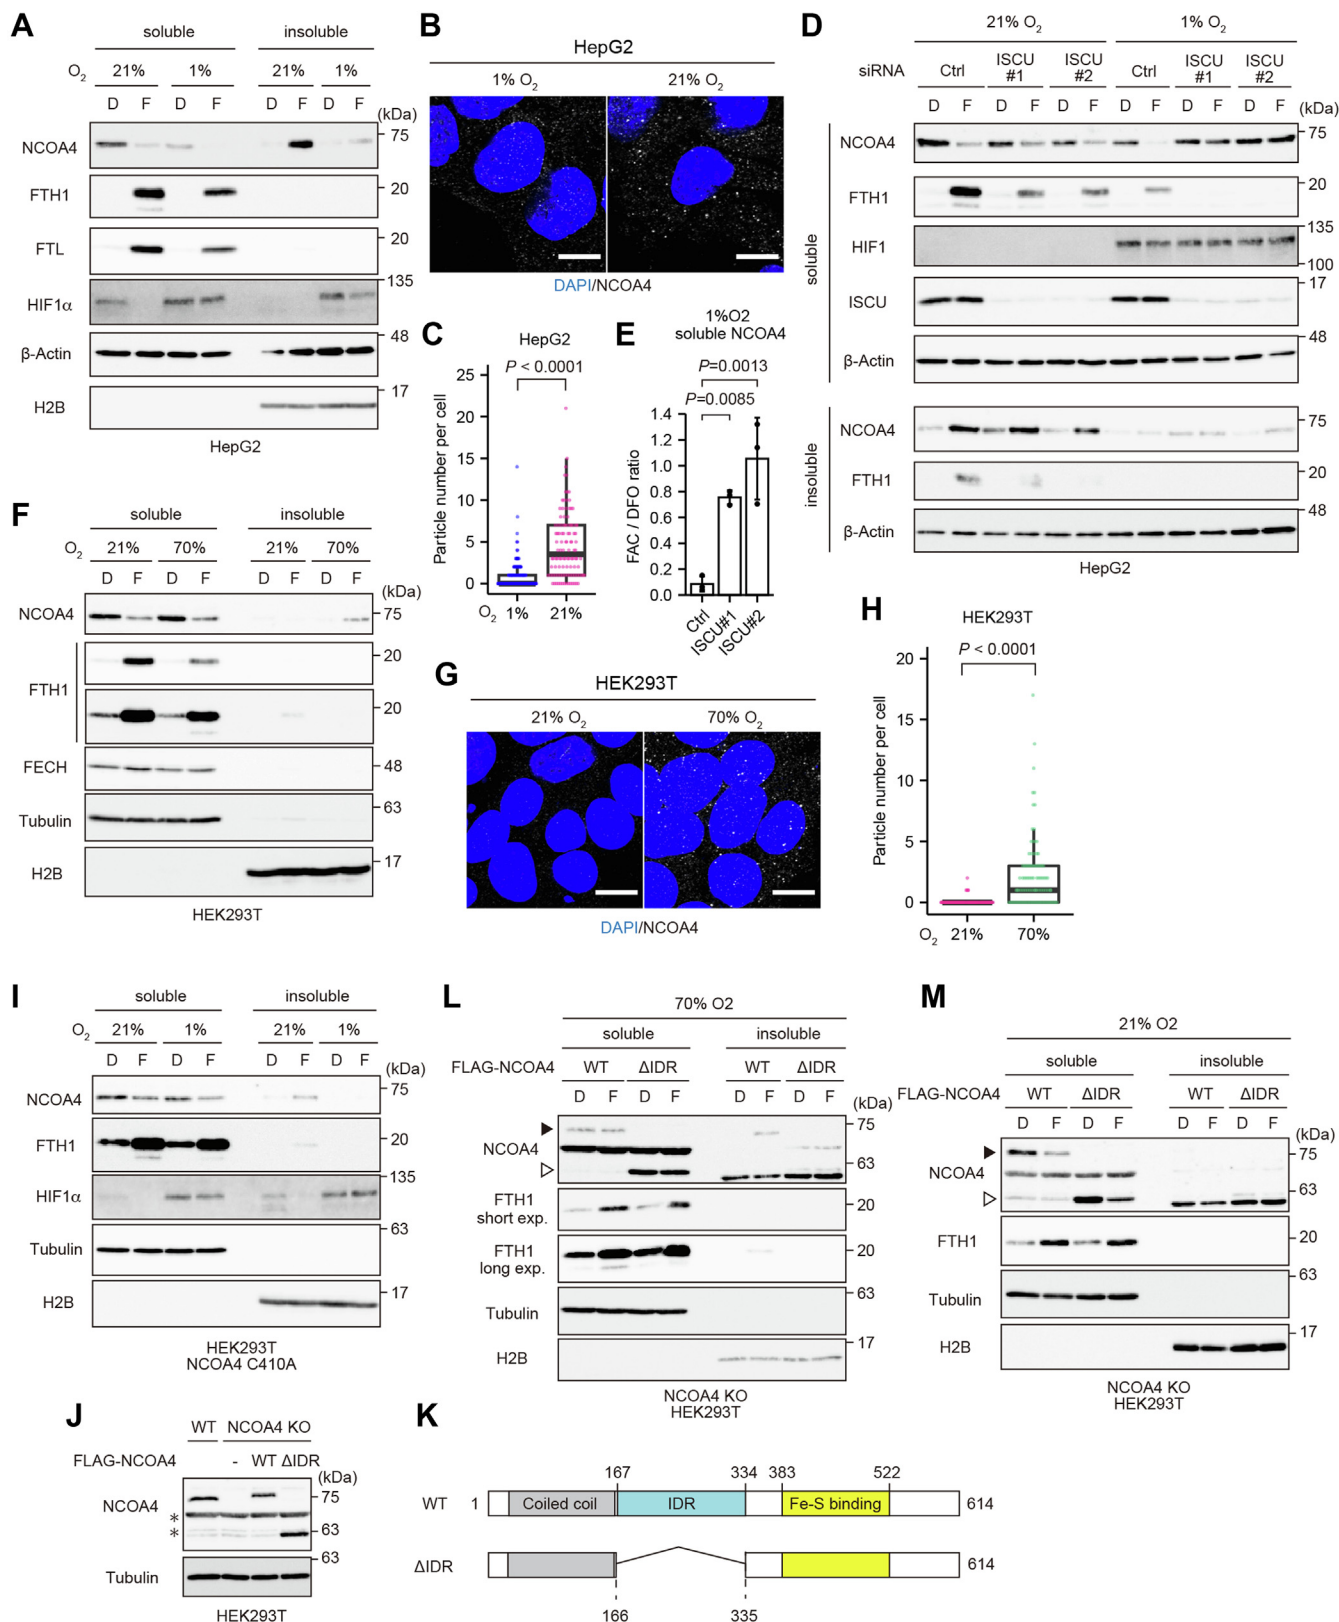 A
soluble insoluble
O2 21% 1% 21% 1%
D F D F D F D F (kDa)
NCOA4 75
FTH1 20
FTL 20
HIF1α 135
β-Actin 48
H2B 17
HepG2
B
HepG2
1% O2 21% O2
DAPI/NCOA4
C
HepG2
P < 0.0001
Particle number per cell
25
20
15
10
5
0
O2 1% 21%
D
21% O2 1% O2
siRNA Ctrl ISCU #1 ISCU #2 Ctrl ISCU #1 ISCU #2
D F D F D F D F D F D F (kDa)
soluble
NCOA4 75
FTH1 20
HIF1 135
100
ISCU 17
β-Actin 48
insoluble
NCOA4 75
FTH1 20
β-Actin 48
HepG2
E
1%O2
soluble NCOA4
P=0.0013
P=0.0085
FAC / DFO ratio
1.4
1.2
1.0
0.8
0.6
0.4
0.2
0.0
Ctrl ISCU#1 ISCU#2
F
soluble insoluble
O2 21% 70% 21% 70%
D F D F D F D F (kDa)
NCOA4 75
FTH1 20
20
FECH 48
Tubulin 63
H2B 17
HEK293T
G
HEK293T
21% O2 70% O2
DAPI/NCOA4
H
HEK293T
P < 0.0001
Particle number per cell
20
15
10
5
0
O2 21% 70%
I
soluble insoluble
O2 21% 1% 21% 1%
D F D F D F D F (kDa)
NCOA4 75
FTH1 20
HIF1α 135
Tubulin 63
H2B 17
HEK293T
NCOA4 C410A
L
70% O2
soluble insoluble
FLAG-NCOA4 WT ΔIDR WT ΔIDR
D F D F D F D F (kDa)
NCOA4 75
63
FTH1 short exp. 20
FTH1 long exp. 20
Tubulin 63
H2B 17
NCOA4 KO
HEK293T
M
21% O2
soluble insoluble
FLAG-NCOA4 WT ΔIDR WT ΔIDR
D F D F D F D F (kDa)
NCOA4 75
63
FTH1 20
Tubulin 63
H2B 17
NCOA4 KO
HEK293T
J
WT NCOA4 KO
FLAG-NCOA4 - WT ΔIDR
(kDa)
NCOA4 75
*
* 63
63
Tubulin
HEK293T
K
167 334 383 522
WT 1 Coiled coil IDR Fe-S binding 614
ΔIDR 614
166 335